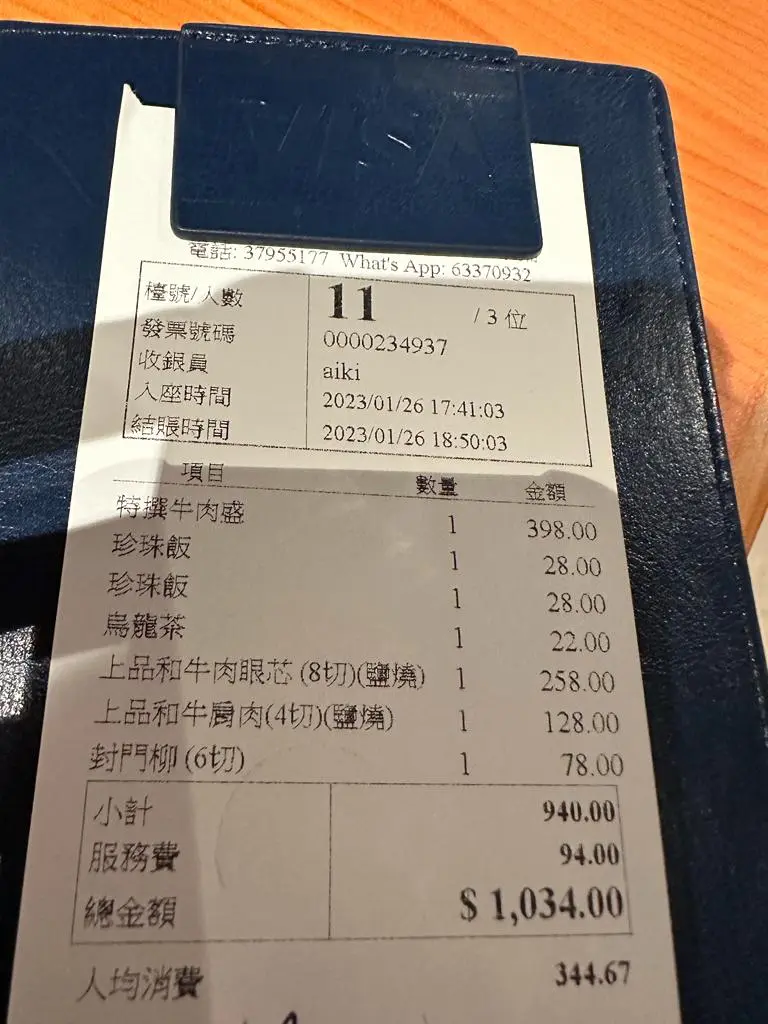 VISA
電話: 37955177 What's App: 63370932
檯號/人數 11 / 3 位
發票號碼 0000234937
收銀員 aiki
入座時間 2023/01/26 17:41:03
結賬時間 2023/01/26 18:50:03
項目 數量 金額
特撰牛肉盛 1 398.00
珍珠飯 1 28.00
珍珠飯 1 28.00
烏龍茶 1 22.00
上品和牛肉眼芯 (8切)(鹽燒) 1 258.00
上品和牛肩肉(4切)(鹽燒) 1 128.00
封門柳 (6切) 1 78.00
小計 940.00
服務費 94.00
總金額 $ 1,034.00
人均消費 344.67